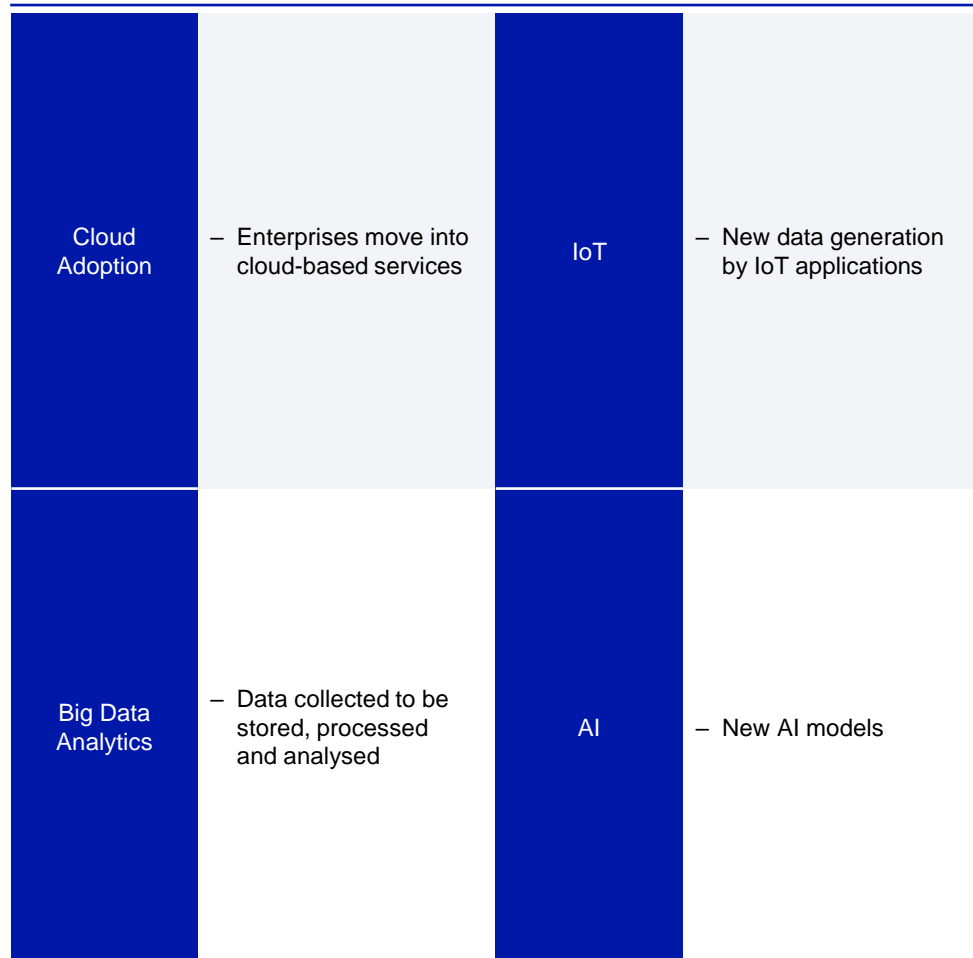 Cloud
Adoption
– Enterprises move into
cloud-based services
IoT
– New data generation
by IoT applications
Big Data
Analytics
– Data collected to be
stored, processed
and analysed
AI
– New AI models